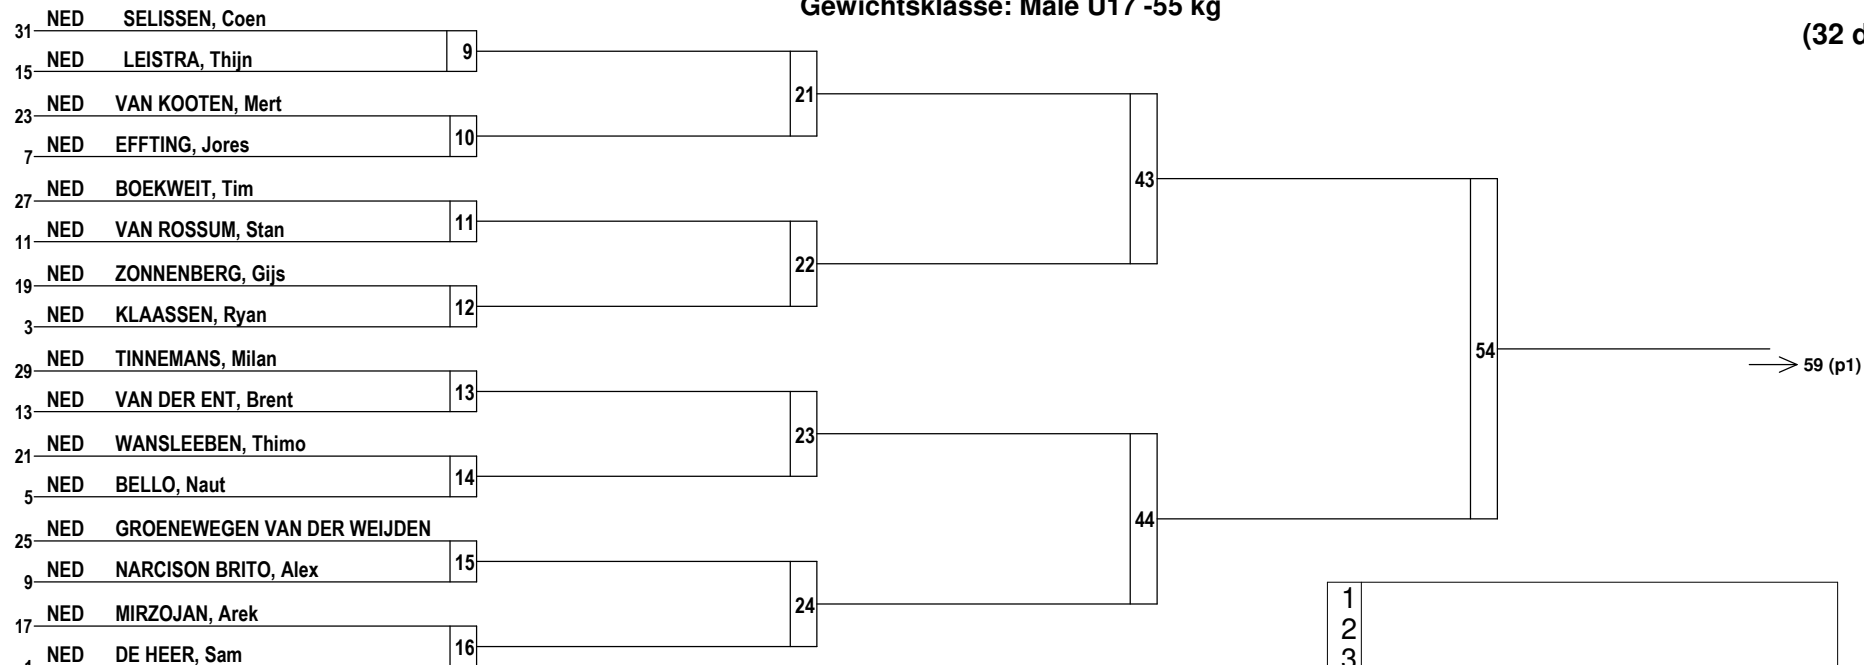 Gewichtsklasse: Male U17 -55 kg
(32 d
31 NED SELISSEN, Coen
15 NED LEISTRA, Thijn
9
23 NED VAN KOOTEN, Mert
7 NED EFFTING, Jores
10
21
27 NED BOEKWEIT, Tim
11 NED VAN ROSSUM, Stan
11
19 NED ZONNENBERG, Gijs
3 NED KLAASSEN, Ryan
12
22
43
29 NED TINNEMANS, Milan
13 NED VAN DER ENT, Brent
13
21 NED WANSLEEBEN, Thimo
5 NED BELLO, Naut
14
23
25 NED GROENEWEGEN VAN DER WEIJDEN
9 NED NARCISON BRITO, Alex
15
17 NED MIRZOJAN, Arek
1 NED DE HEER, Sam
16
24
44
54
59 (p1)
1
2
3